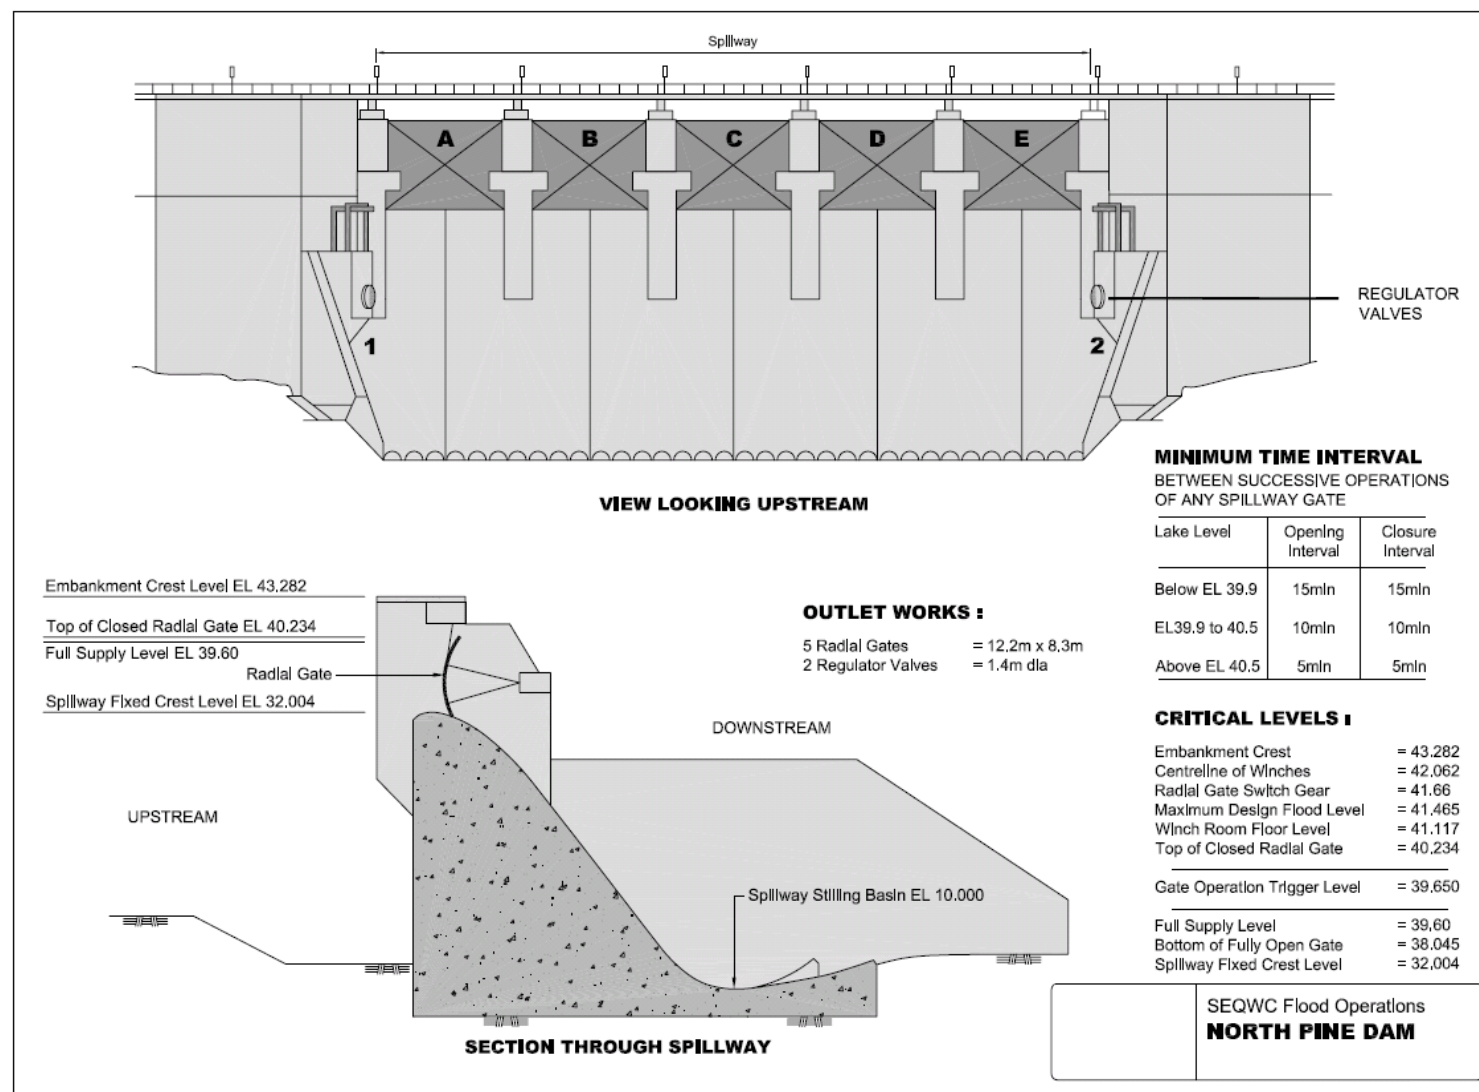 Spillway
A B C D E
1
2
REGULATOR
VALVES
VIEW LOOKING UPSTREAM
MINIMUM TIME INTERVAL
BETWEEN SUCCESSIVE OPERATIONS
OF ANY SPILLWAY GATE
Lake Level Opening Closure
Interval Interval
Below EL 39.9 15min 15min
EL39.9 to 40.5 10min 10min
Above EL 40.5 5min 5min
Embankment Crest Level EL 43.282
Top of Closed Radial Gate EL 40.234
Full Supply Level EL 39.60
Radial Gate
Spillway Fixed Crest Level EL 32.004
OUTLET WORKS :
5 Radial Gates = 12.2m x 8.3m
2 Regulator Valves = 1.4m dia
DOWNSTREAM
UPSTREAM
Spillway Stilling Basin EL 10.000
SECTION THROUGH SPILLWAY
CRITICAL LEVELS :
Embankment Crest = 43.282
Centreline of Winches = 42.062
Radial Gate Switch Gear = 41.66
Maximum Design Flood Level = 41.465
Winch Room Floor Level = 41.117
Top of Closed Radial Gate = 40.234
Gate Operation Trigger Level = 39.650
Full Supply Level = 39.60
Bottom of Fully Open Gate = 38.045
Spillway Fixed Crest Level = 32.004
SEQWC Flood Operations
NORTH PINE DAM